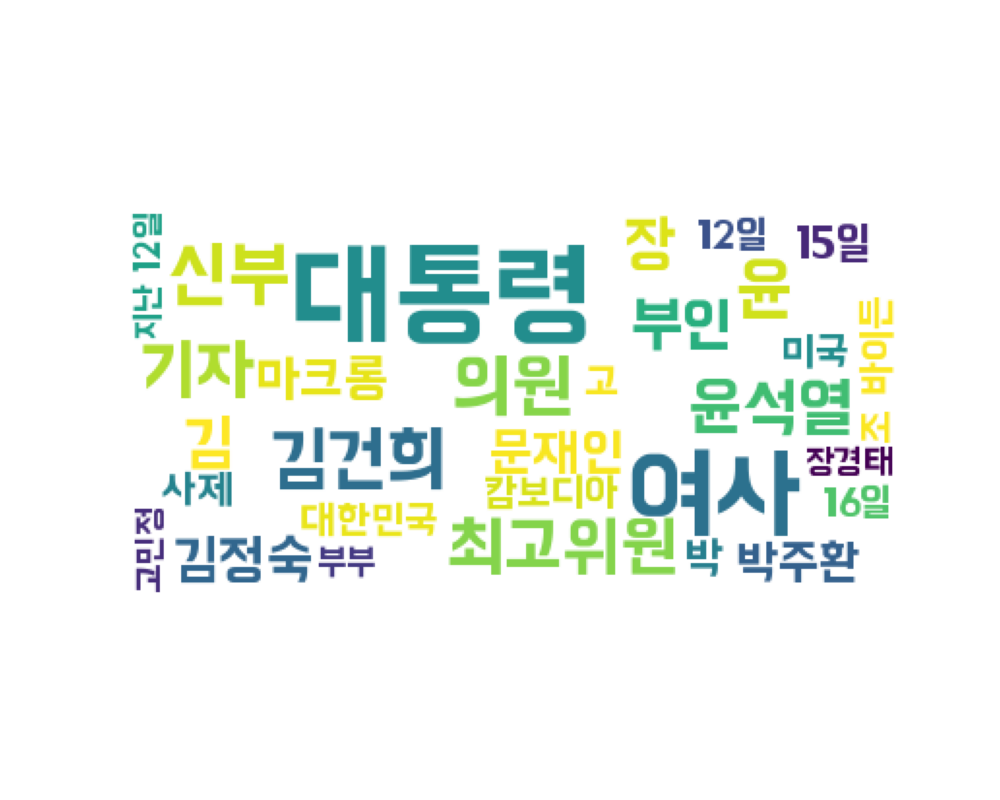 지난 12일
신부
대통령
장
12일
15일
윤
부인
바이든
미국
기자
마크롱
의원
고
윤석열
조
김
김건희
문재인
여사
장경태
사제
캄보디아
16일
대한민국
고민정
김정숙
부부
최고위원
박
박주환